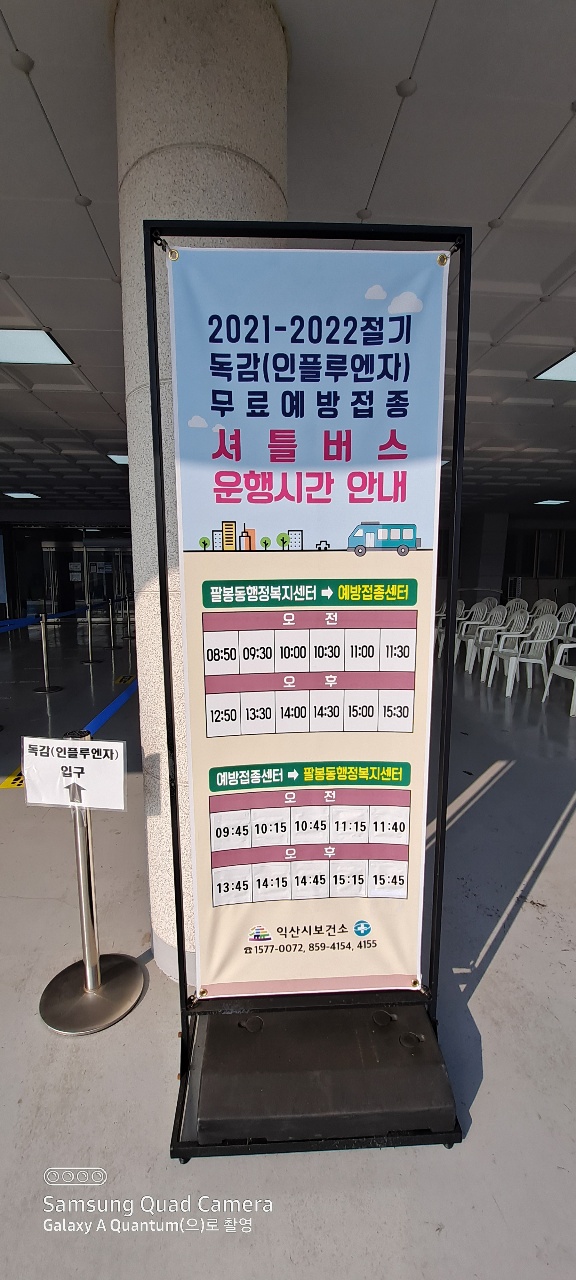 2021-2022절기
독감(인플루엔자)
무료예방접종
셔틀버스
운행시간 안내
팔봉동행정복지센터 ➡ 예방접종센터
오 전
08:50 09:30 10:00 10:30 11:00 11:30
오 후
12:50 13:30 14:00 14:30 15:00 15:30
예방접종센터 ➡ 팔봉동행정복지센터
오 전
09:45 10:15 10:45 11:15 11:40
오 후
13:45 14:15 14:45 15:15 15:45
익산시보건소
☎1577-0072, 859-4154, 4155
독감(인플루엔자)
입구
Samsung Quad Camera
Galaxy A Quantum(으)로 촬영